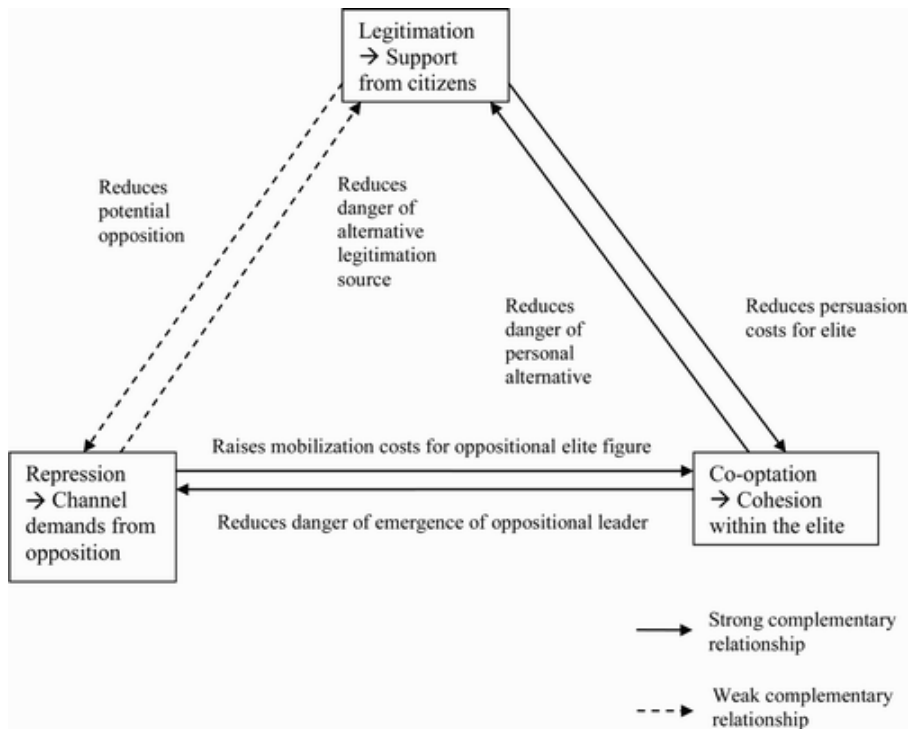 Legitimation
→ Support
from citizens
Reduces
potential
opposition
Reduces
danger of
alternative
legitimation
source
Reduces
danger of
personal
alternative
Reduces persuasion
costs for elite
Raises mobilization costs for oppositional elite figure
Repression
→ Channel
demands from
opposition
Co-optation
→ Cohesion
within the elite
Reduces danger of emergence of oppositional leader
Strong complementary
relationship
Weak complementary
relationship